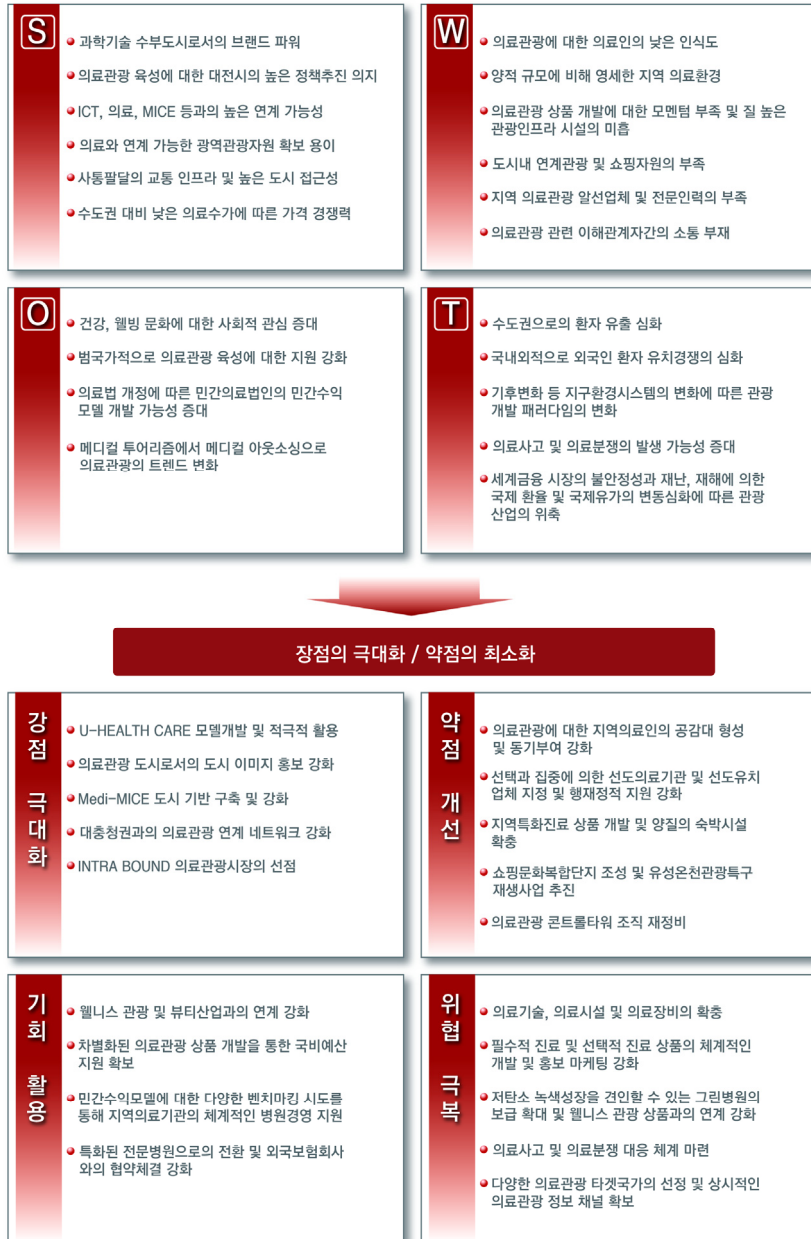 S
과학기술 수부도시로서의 브랜드 파워
의료관광 육성에 대한 대전시의 높은 정책추진 의지
ICT, 의료, MICE 등과의 높은 연계 가능성
의료와 연계 가능한 광역관광자원 확보 용이
사통팔달의 교통 인프라 및 높은 도시 접근성
수도권 대비 낮은 의료수가에 따른 가격 경쟁력
W
의료관광에 대한 의료인의 낮은 인식도
양적 규모에 비해 영세한 지역 의료환경
의료관광 상품 개발에 대한 모멘텀 부족 및 질 높은
관광인프라 시설의 미흡
도시내 연계관광 및 쇼핑자원의 부족
지역 의료관광 알선업체 및 전문인력의 부족
의료관광 관련 이해관계자간의 소통 부재
O
건강, 웰빙 문화에 대한 사회적 관심 증대
범국가적으로 의료관광 육성에 대한 지원 강화
의료법 개정에 따른 민간의료법인의 민간수익
모델 개발 가능성 증대
메디컬 투어리즘에서 메디컬 아웃소싱으로
의료관광의 트렌드 변화
T
수도권으로의 환자 유출 심화
국내외적으로 외국인 환자 유치경쟁의 심화
기후변화 등 지구환경시스템의 변화에 따른 관광
개발 패러다임의 변화
의료사고 및 의료분쟁의 발생 가능성 증대
세계금융 시장의 불안정성과 재난, 재해에 의한
국제 환율 및 국제유가의 변동심화에 따른 관광
산업의 위축
장점의 극대화 / 약점의 최소화
강점 극대화
U-HEALTH CARE 모델개발 및 적극적 활용
의료관광 도시로서의 도시 이미지 홍보 강화
Medi-MICE 도시 기반 구축 및 강화
대충청권과의 의료관광 연계 네트워크 강화
INTRA BOUND 의료관광시장의 선점
약점 개선
의료관광에 대한 지역의료인의 공감대 형성
및 동기부여 강화
선택과 집중에 의한 선도의료기관 및 선도유치
업체 지정 및 행재정적 지원 강화
지역특화진료 상품 개발 및 양질의 숙박시설
확충
쇼핑문화복합단지 조성 및 유성온천관광특구
재생사업 추진
의료관광 콘트롤타워 조직 재정비
기회 활용
웰니스 관광 및 뷰티산업과의 연계 강화
차별화된 의료관광 상품 개발을 통한 국비예산
지원 확보
민간수익모델에 대한 다양한 벤치마킹 시도를
통해 지역의료기관의 체계적인 병원경영 지원
특화된 전문병원으로의 전환 및 외국보험회사
와의 협약체결 강화
위협 극복
의료기술, 의료시설 및 의료장비의 확충
필수적 진료 및 선택적 진료 상품의 체계적인
개발 및 홍보 마케팅 강화
저탄소 녹색성장을 견인할 수 있는 그린병원의
보급 확대 및 웰니스 관광 상품과의 연계 강화
의료사고 및 의료분쟁 대응 체계 마련
다양한 의료관광 타겟국가의 선정 및 상시적인
의료관광 정보 채널 확보